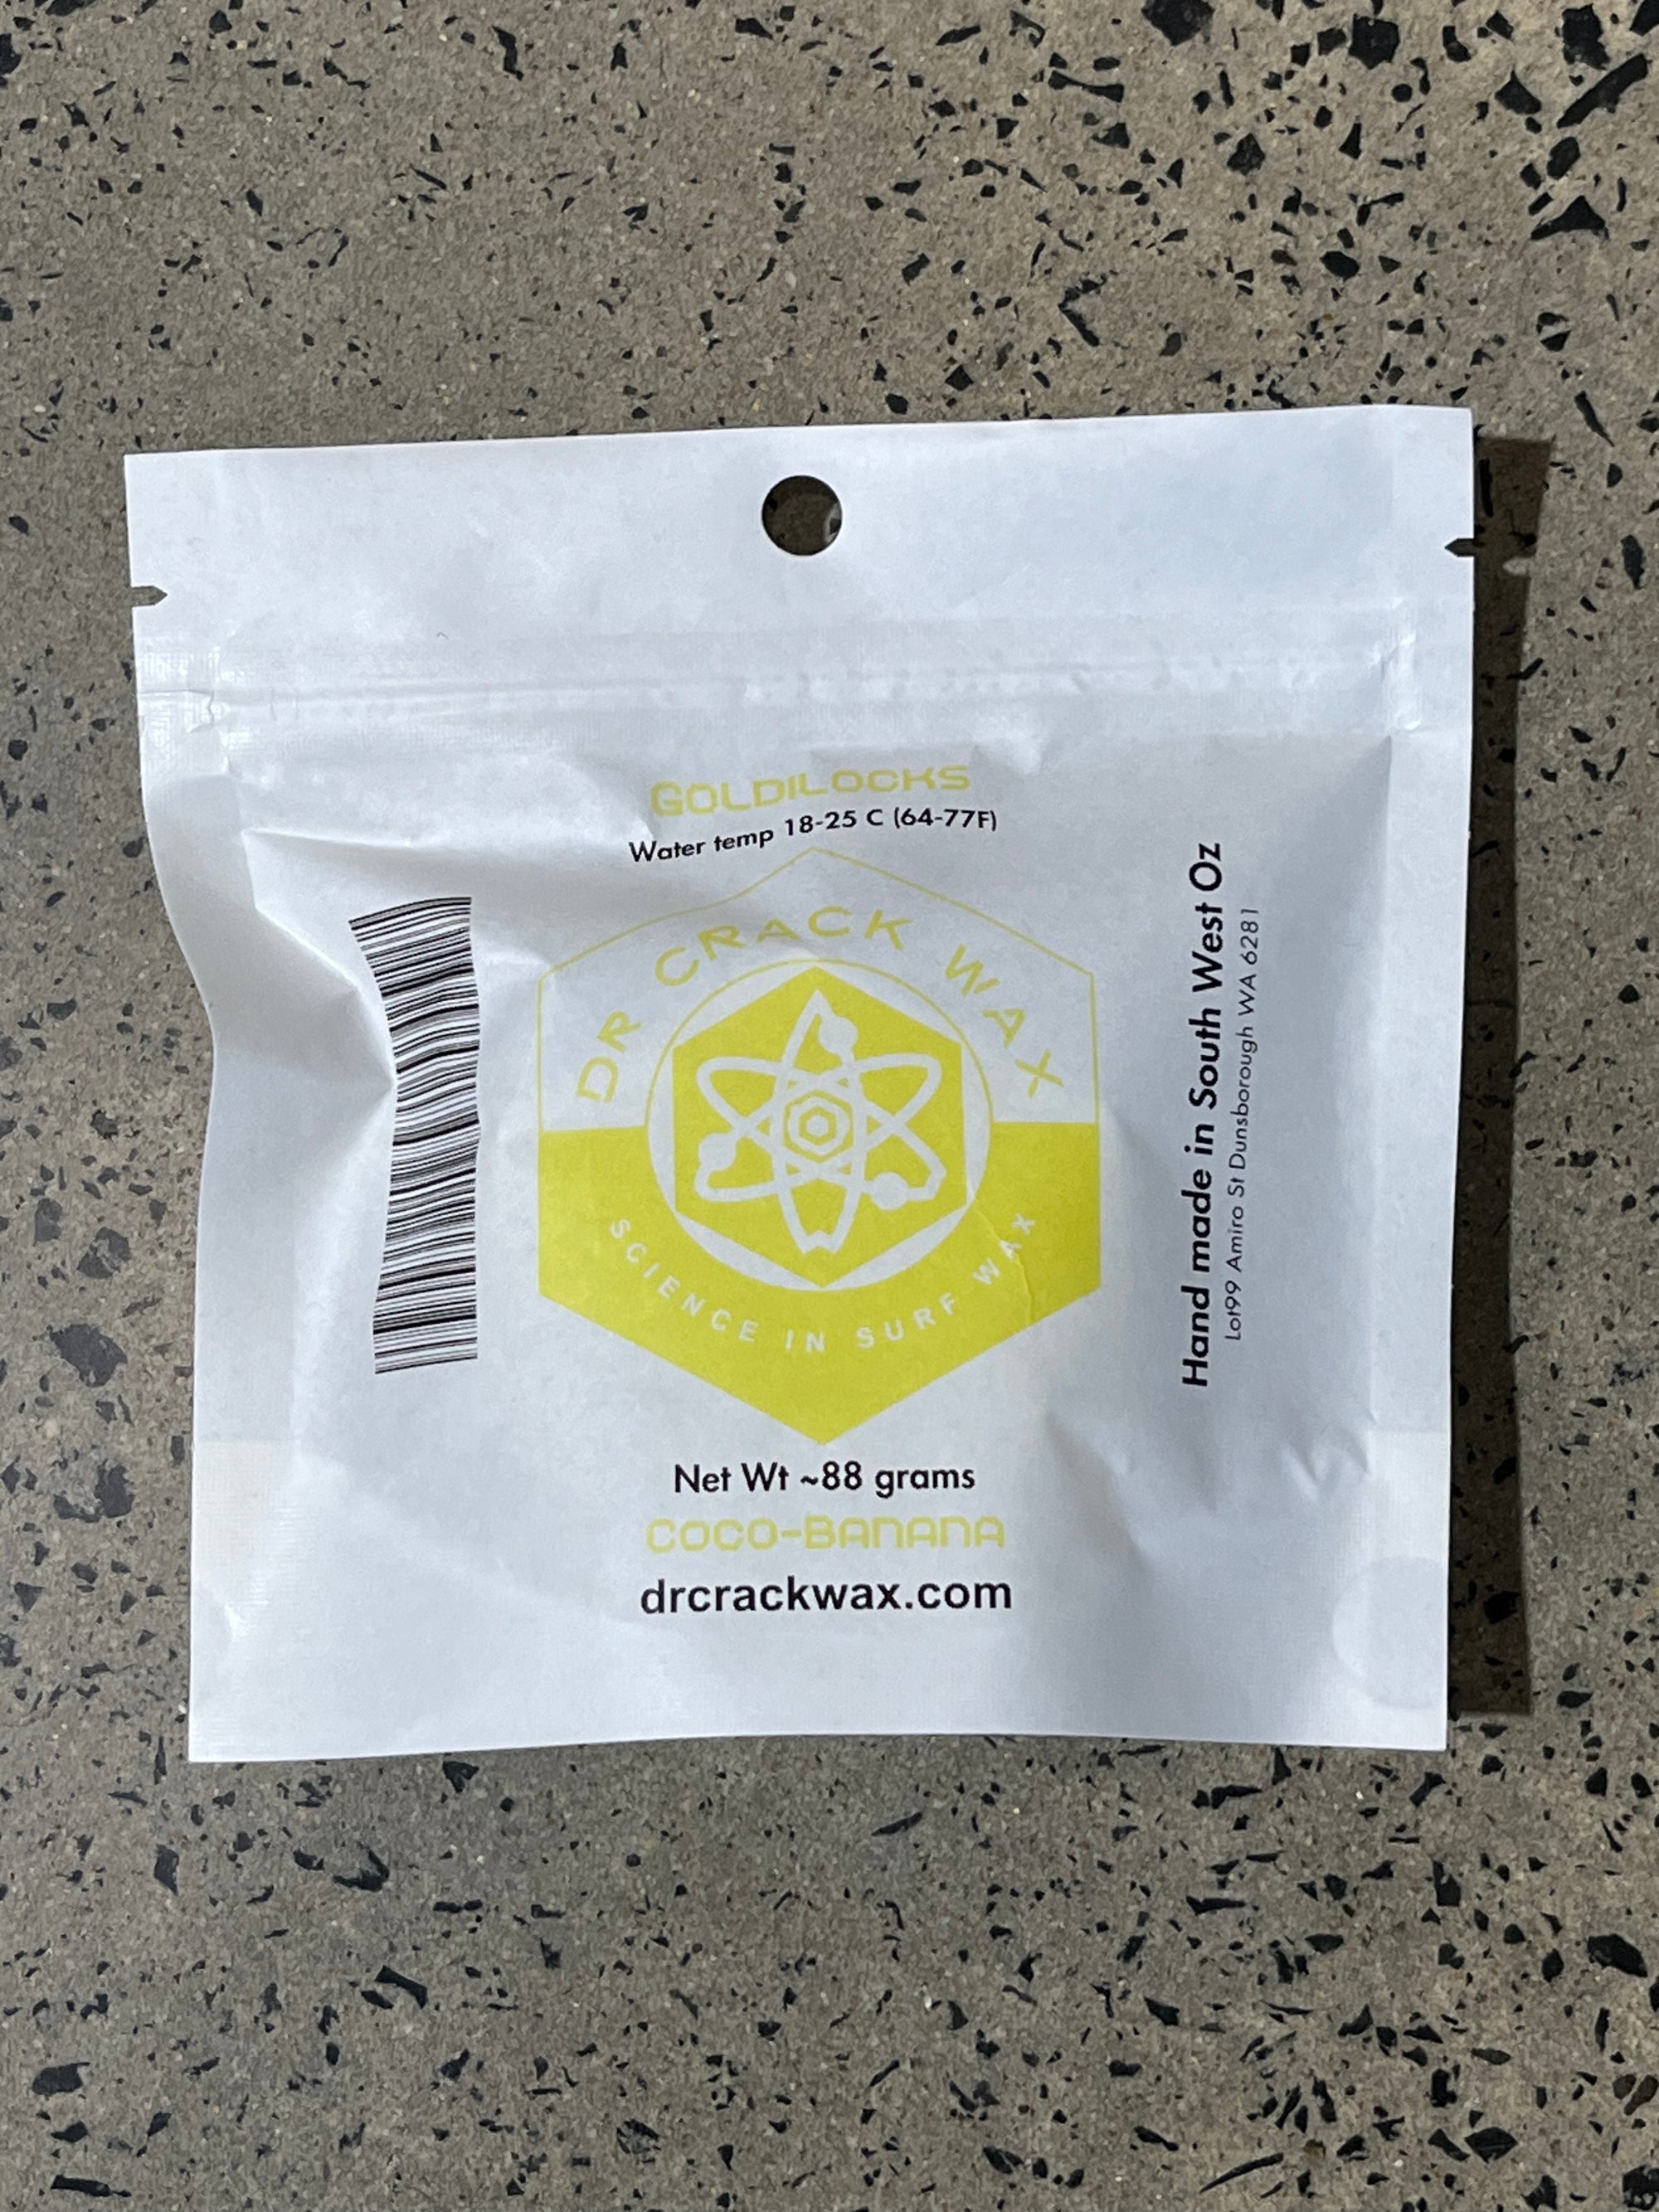 GOLDILOCKS
Water temp 18-25 C (64-77F)
DR CRACK WAX
SCIENCE IN SURF WAX
Net Wt ~88 grams
COCO-BANANA
drcrackwax.com
Hand made in South West Oz
Lot99 Amiro St Dunsborough WA 6281